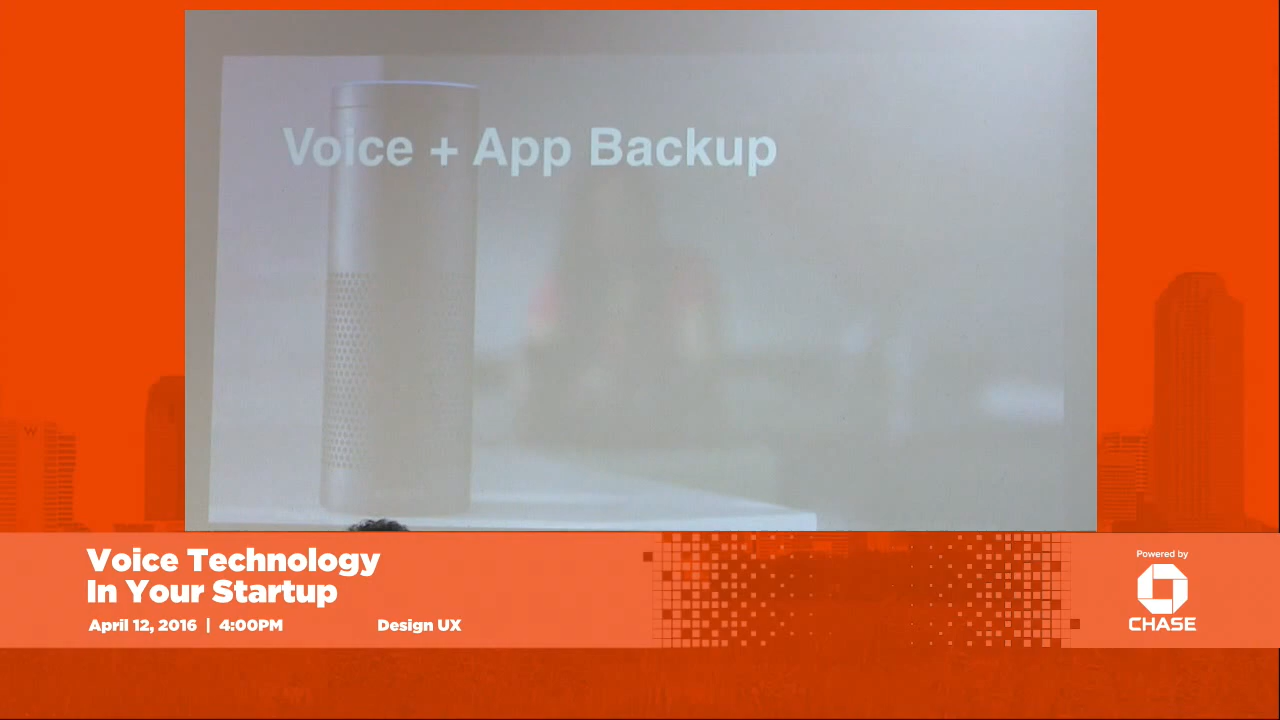 Voice + App Backup
Voice Technology
In Your Startup
April 12, 2016 | 4:00PM
Design UX
Powered by
CHASE